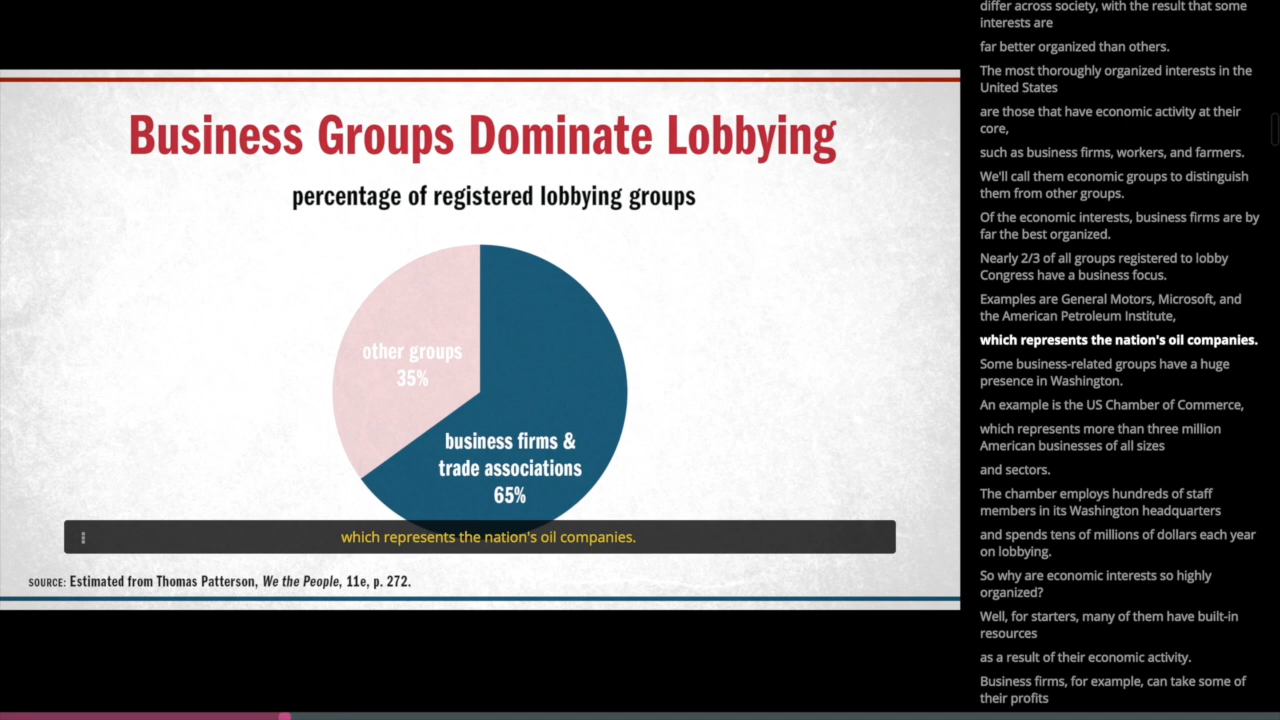 Business Groups Dominate Lobbying
percentage of registered lobbying groups
other groups
35%
business firms &
trade associations
65%
which represents the nation's oil companies.
SOURCE: Estimated from Thomas Patterson, We the People, 11e, p. 272.
differ across society, with the result that some
interests are
far better organized than others.
The most thoroughly organized interests in the
United States
are those that have economic activity at their
core,
such as business firms, workers, and farmers.
We'll call them economic groups to distinguish
them from other groups.
Of the economic interests, business firms are by
far the best organized.
Nearly 2/3 of all groups registered to lobby
Congress have a business focus.
Examples are General Motors, Microsoft, and
the American Petroleum Institute,
which represents the nation's oil companies.
Some business-related groups have a huge
presence in Washington.
An example is the US Chamber of Commerce,
which represents more than three million
American businesses of all sizes
and sectors.
The chamber employs hundreds of staff
members in its Washington headquarters
and spends tens of millions of dollars each year
on lobbying.
So why are economic interests so highly
organized?
Well, for starters, many of them have built-in
resources
as a result of their economic activity.
Business firms, for example, can take some of
their profits